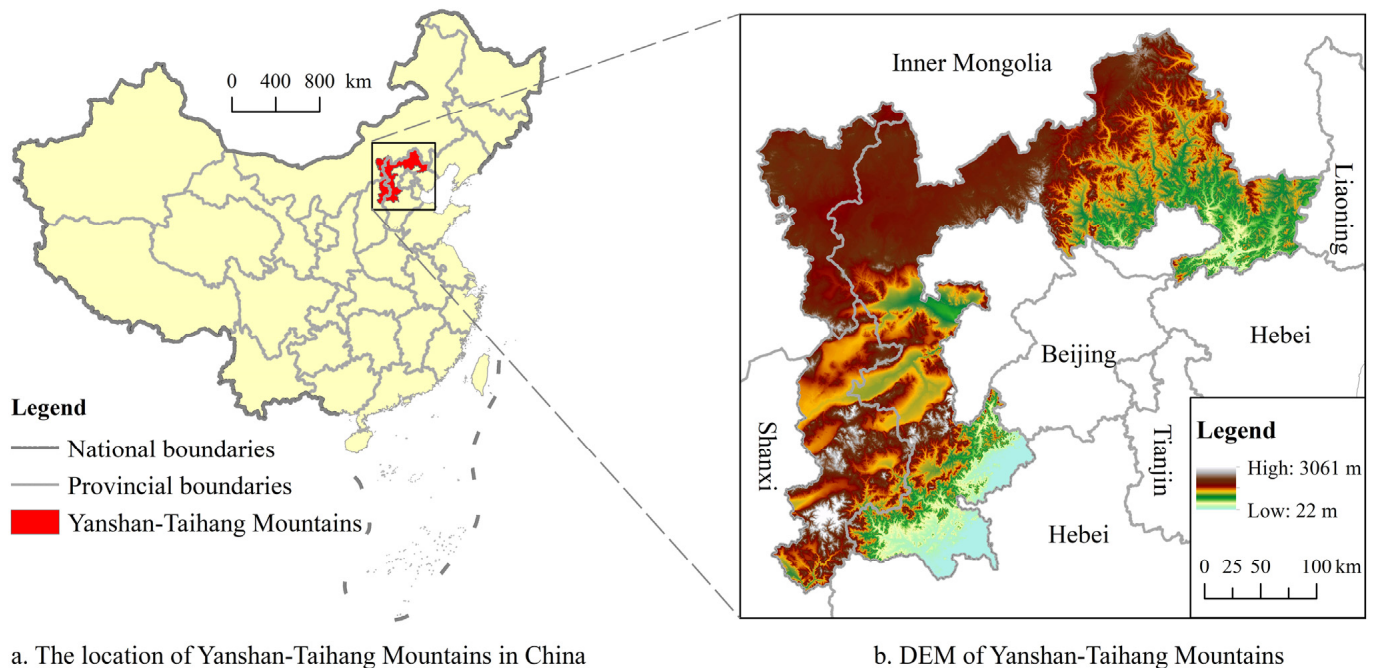 0 400 800 km
Legend
National boundaries
Provincial boundaries
Yanshan-Taihang Mountains
a. The location of Yanshan-Taihang Mountains in China
Inner Mongolia
Liaoning
Hebei
Beijing
Tianjin
Shanxi
Hebei
Legend
High: 3061 m
Low: 22 m
0 25 50 100 km
b. DEM of Yanshan-Taihang Mountains